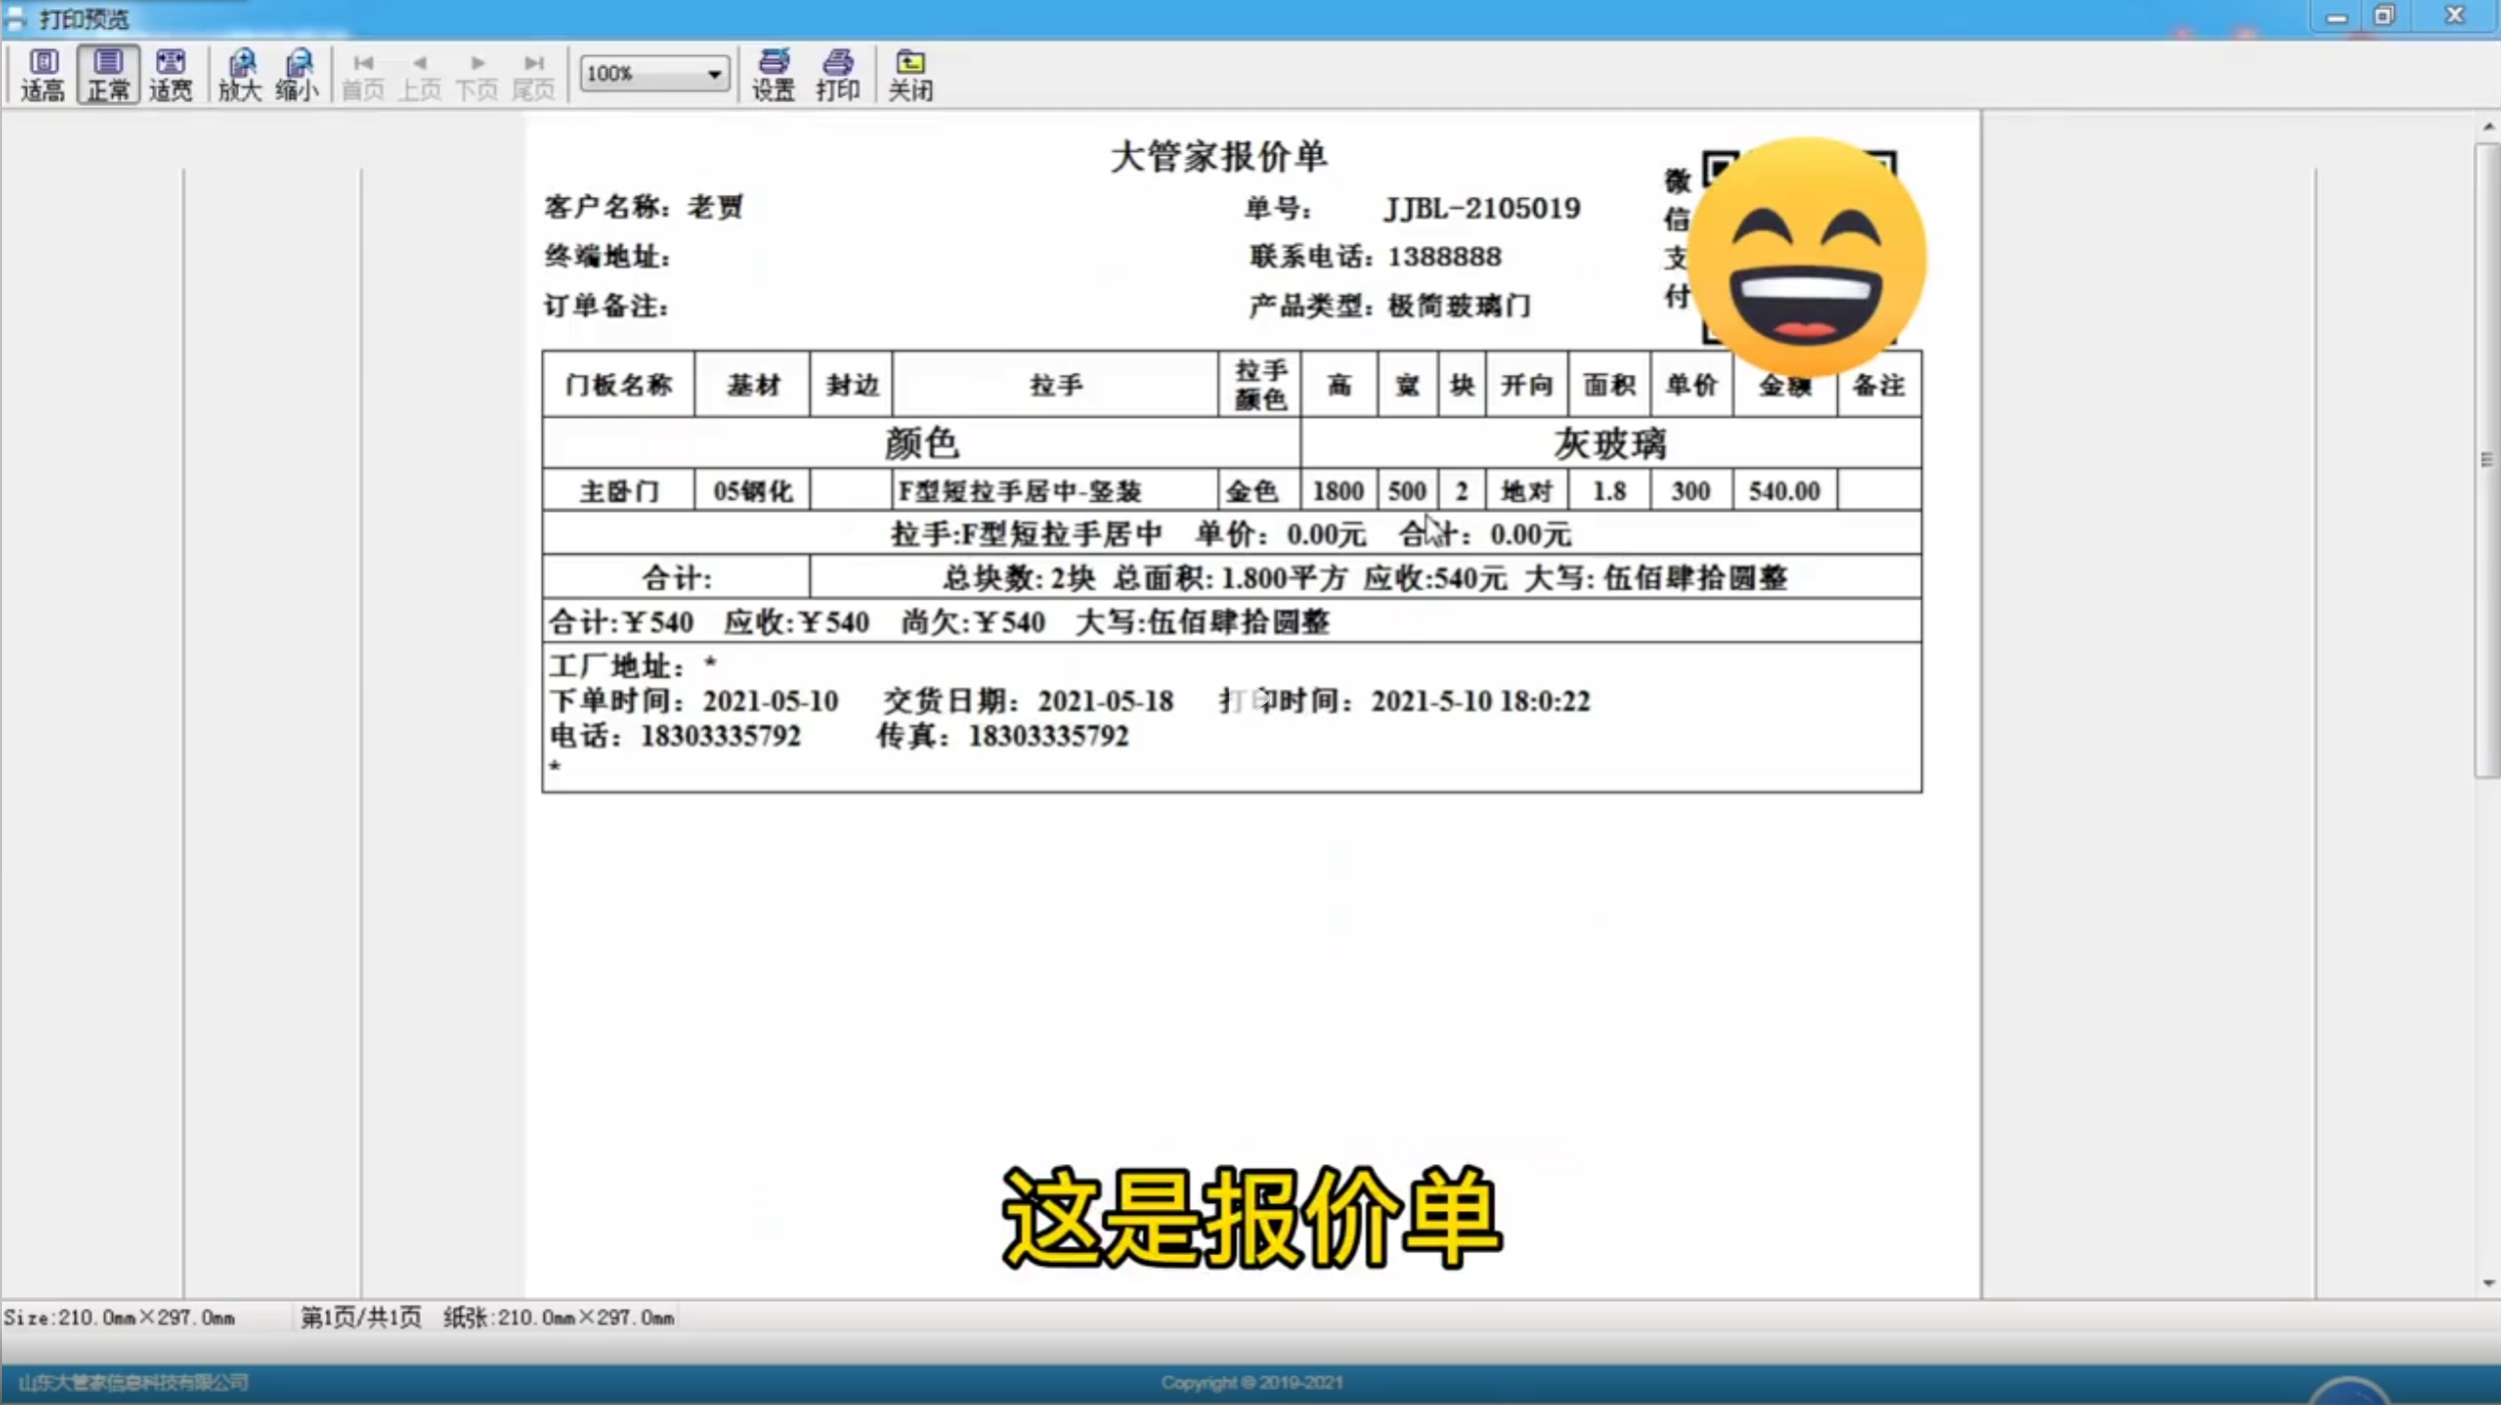 打印预览
适高 正常 适宽 放大 缩小 首页 上页 下页 尾页 100% 设置 打印 关闭
大管家报价单
微信支付
客户名称：老贾 单号： JJBL-2105019
终端地址： 联系电话：1388888
订单备注： 产品类型：极简玻璃门
门板名称 基材 封边 拉手 拉手颜色 高 宽 块 开向 面积 单价 金额 备注
颜色 灰玻璃
主卧门 05钢化 F型短拉手居中-竖装 金色 1800 500 2 地对 1.8 300 540.00
拉手:F型短拉手居中 单价：0.00元 合计：0.00元
合计: 总块数:2块 总面积:1.800平方 应收:540元 大写:伍佰肆拾圆整
合计:￥540 应收:￥540 尚欠:￥540 大写:伍佰肆拾圆整
工厂地址：*
下单时间：2021-05-10 交货日期：2021-05-18 打印时间：2021-5-10 18:0:22
电话：18303335792 传真：18303335792
*
这是报价单
Size:210.0mm×297.0mm 第1页/共1页 纸张:210.0mm×297.0mm
山东大管家信息科技有限公司 Copyright © 2019-2021